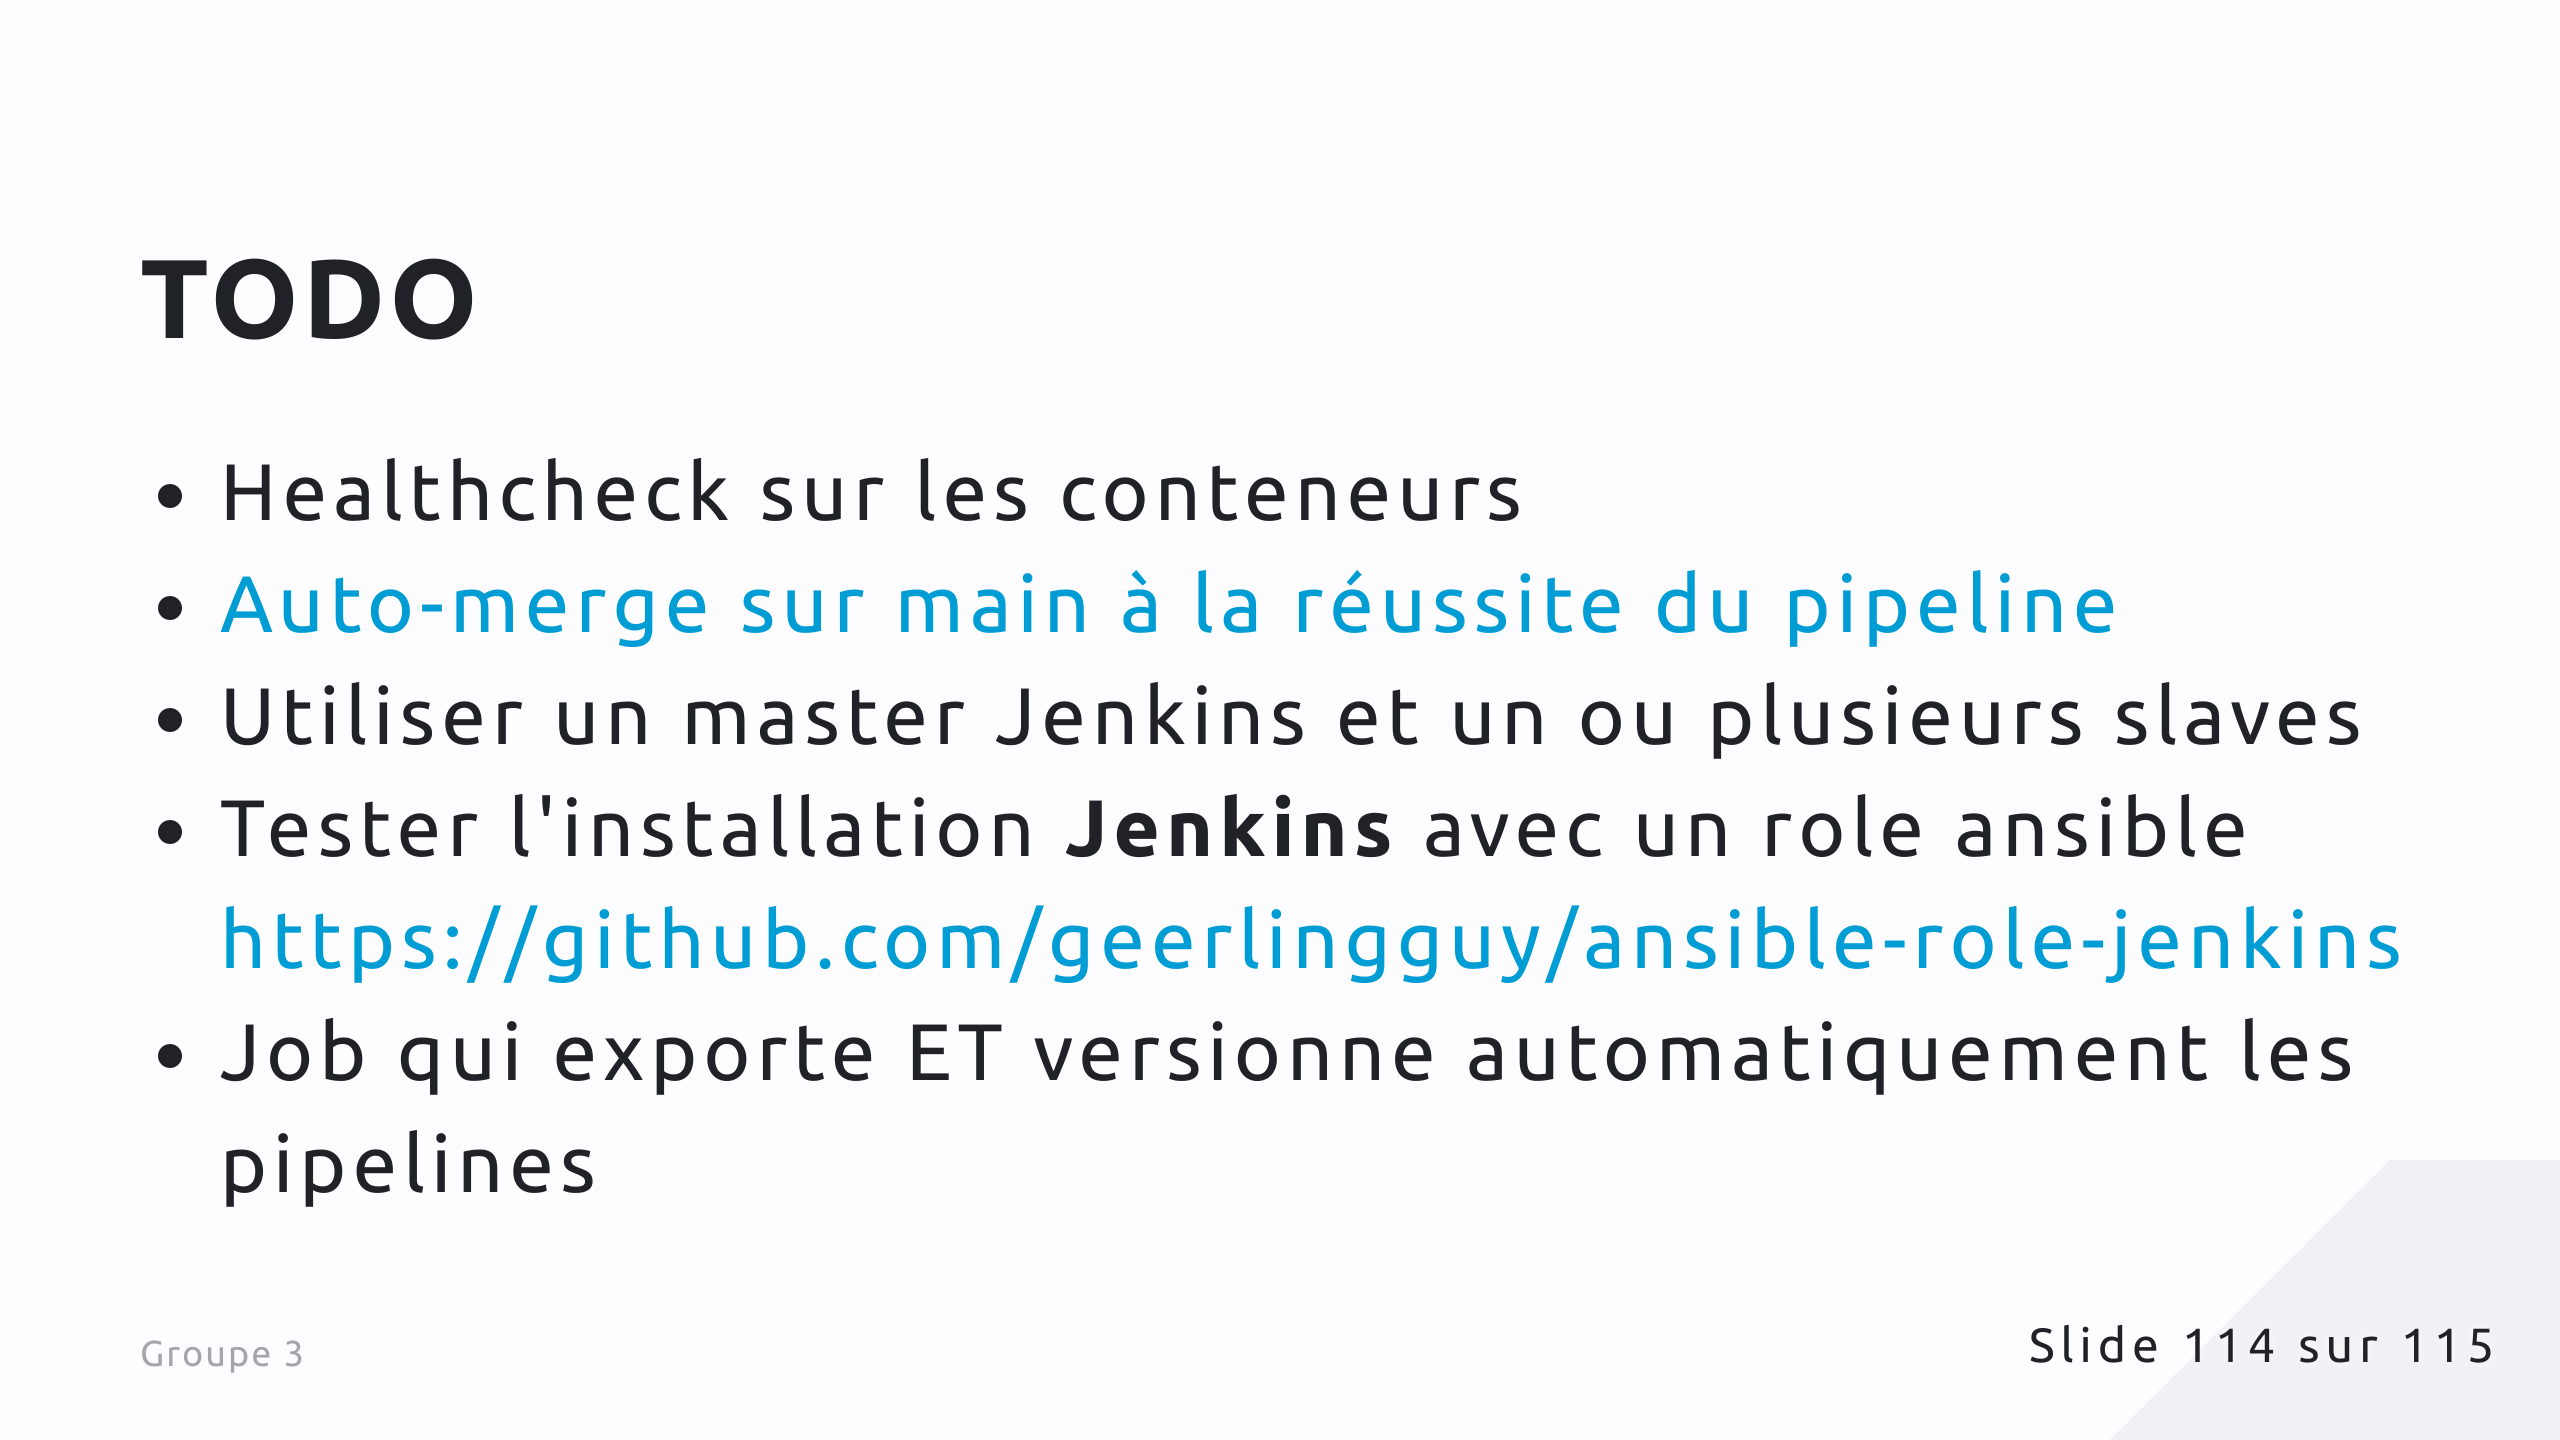 TODO
• Healthcheck sur les conteneurs
• Auto-merge sur main à la réussite du pipeline
• Utiliser un master Jenkins et un ou plusieurs slaves
• Tester l'installation Jenkins avec un role ansible
https://github.com/geerlingguy/ansible-role-jenkins
• Job qui exporte ET versionne automatiquement les
pipelines
Groupe 3
Slide 114 sur 115